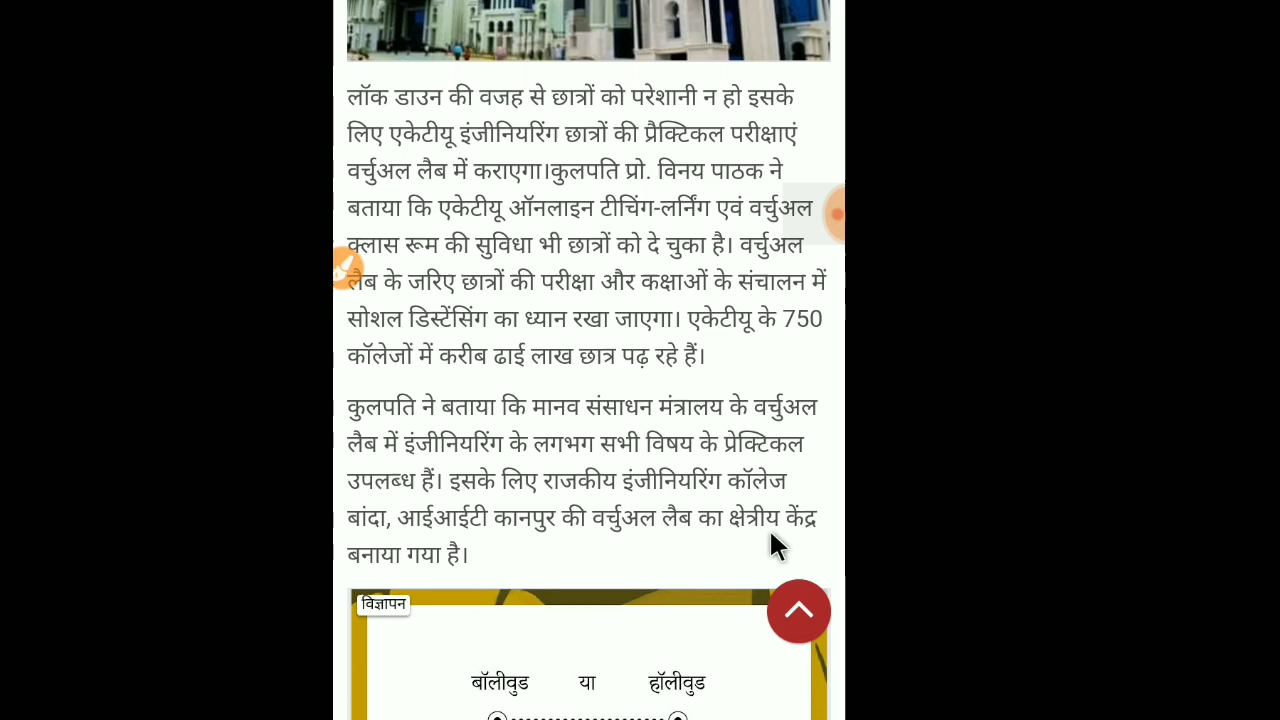 लॉक डाउन की वजह से छात्रों को परेशानी न हो इसके
लिए एकेटीयू इंजीनियरिंग छात्रों की प्रैक्टिकल परीक्षाएं
वर्चुअल लैब में कराएगा।कुलपति प्रो. विनय पाठक ने
बताया कि एकेटीयू ऑनलाइन टीचिंग-लर्निंग एवं वर्चुअल
क्लास रूम की सुविधा भी छात्रों को दे चुका है। वर्चुअल
लैब के जरिए छात्रों की परीक्षा और कक्षाओं के संचालन में
सोशल डिस्टेंसिंग का ध्यान रखा जाएगा। एकेटीयू के 750
कॉलेजों में करीब ढाई लाख छात्र पढ़ रहे हैं।
कुलपति ने बताया कि मानव संसाधन मंत्रालय के वर्चुअल
लैब में इंजीनियरिंग के लगभग सभी विषय के प्रेक्टिकल
उपलब्ध हैं। इसके लिए राजकीय इंजीनियरिंग कॉलेज
बांदा, आईआईटी कानपुर की वर्चुअल लैब का क्षेत्रीय केंद्र
बनाया गया है।
विज्ञापन
बॉलीवुड या हॉलीवुड